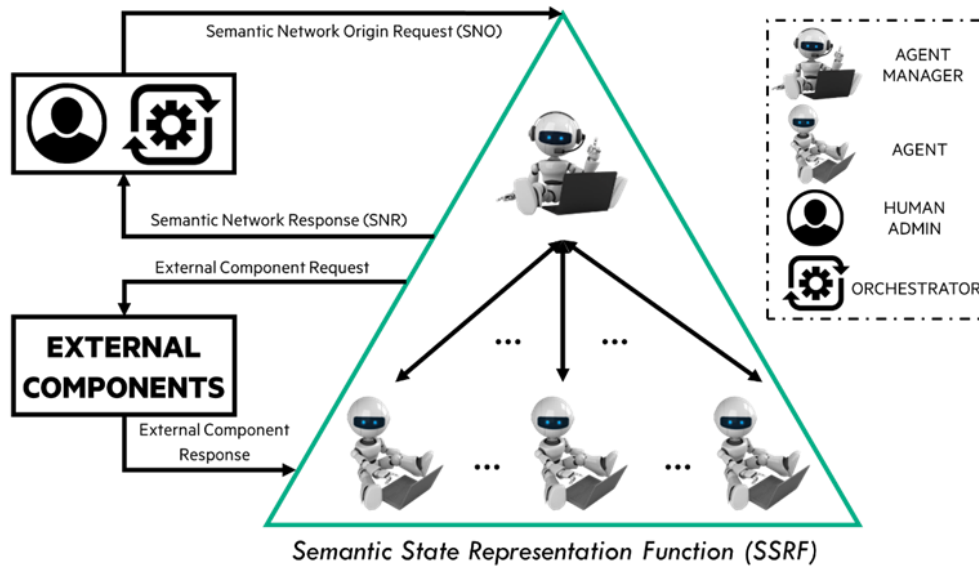 Semantic Network Origin Request (SNO)
Semantic Network Response (SNR)
External Component Request
EXTERNAL
COMPONENTS
External Component
Response
...
...
...
...
Semantic State Representation Function (SSRF)
AGENT
MANAGER
AGENT
HUMAN
ADMIN
ORCHESTRATOR